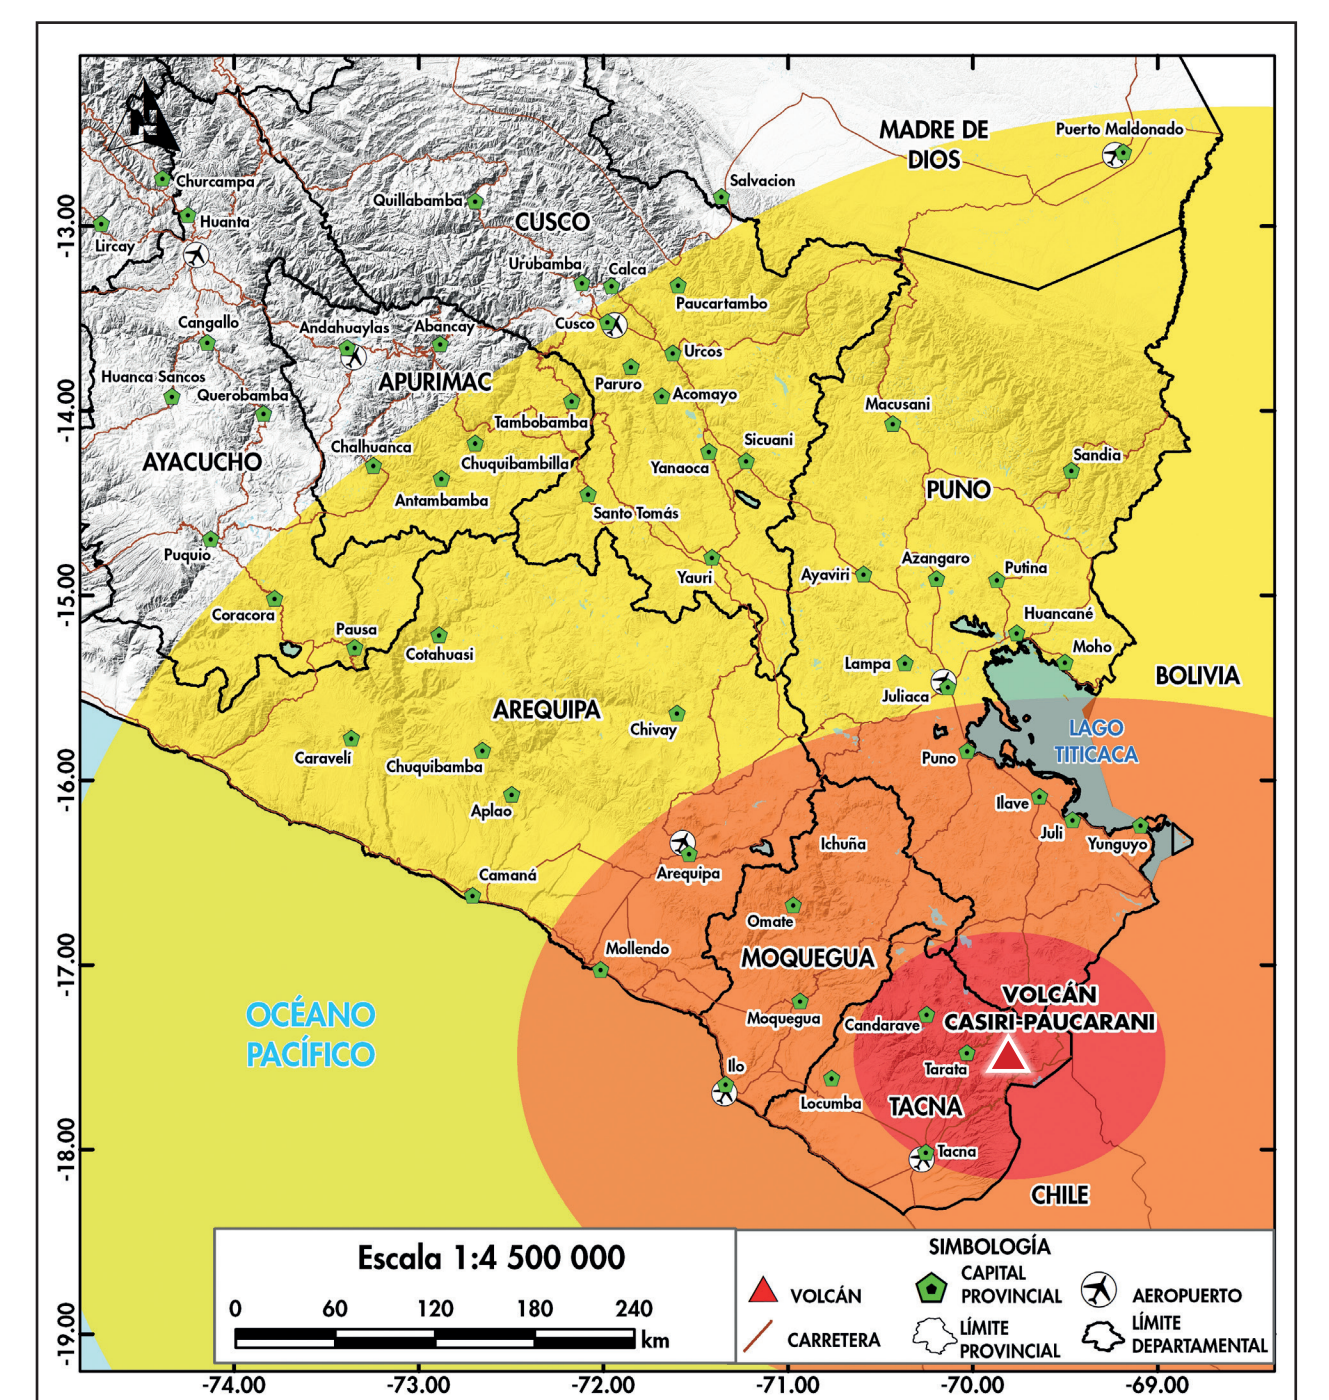 N
MADRE DE
DIOS
Puerto Maldonado
Churcampa
Salvacion
Quillabamba
Huanta
CUSCO
Lircay
Urubamba
Calca
Paucartambo
Cangallo
Andahuaylas
Abancay
Cusco
Urcos
Huanca Sancos
APURIMAC
Paruro
Acomayo
Querobamba
Macusani
Tambobamba
Chalhuanca
Sicuani
AYACUCHO
Chuquibambilla
Yanaoca
Sandia
Antambamba
PUNO
Santo Tomás
Puquio
Azangaro
Yauri
Ayaviri
Putina
Coracora
Huancané
Pausa
Cotahuasi
Moho
Lampa
BOLIVIA
Juliaca
AREQUIPA
Chivay
LAGO
TITICACA
Caravelí
Chuquibamba
Puno
Aplao
Ilave
Juli
Yunguyo
Ichuña
Arequipa
Camaná
Omate
Mollendo
MOQUEGUA
VOLCÁN
CASIRI-PAUCARANI
OCÉANO
PACÍFICO
Moquegua
Candarave
Ilo
Tarata
Locumba
TACNA
Tacna
CHILE
-13.00
-14.00
-15.00
-16.00
-17.00
-18.00
-19.00
Escala 1:4 500 000
0 60 120 180 240
km
SIMBOLOGÍA
VOLCÁN
CAPITAL
PROVINCIAL
AEROPUERTO
CARRETERA
LÍMITE
PROVINCIAL
LÍMITE
DEPARTAMENTAL
-74.00 -73.00 -72.00 -71.00 -70.00 -69.00